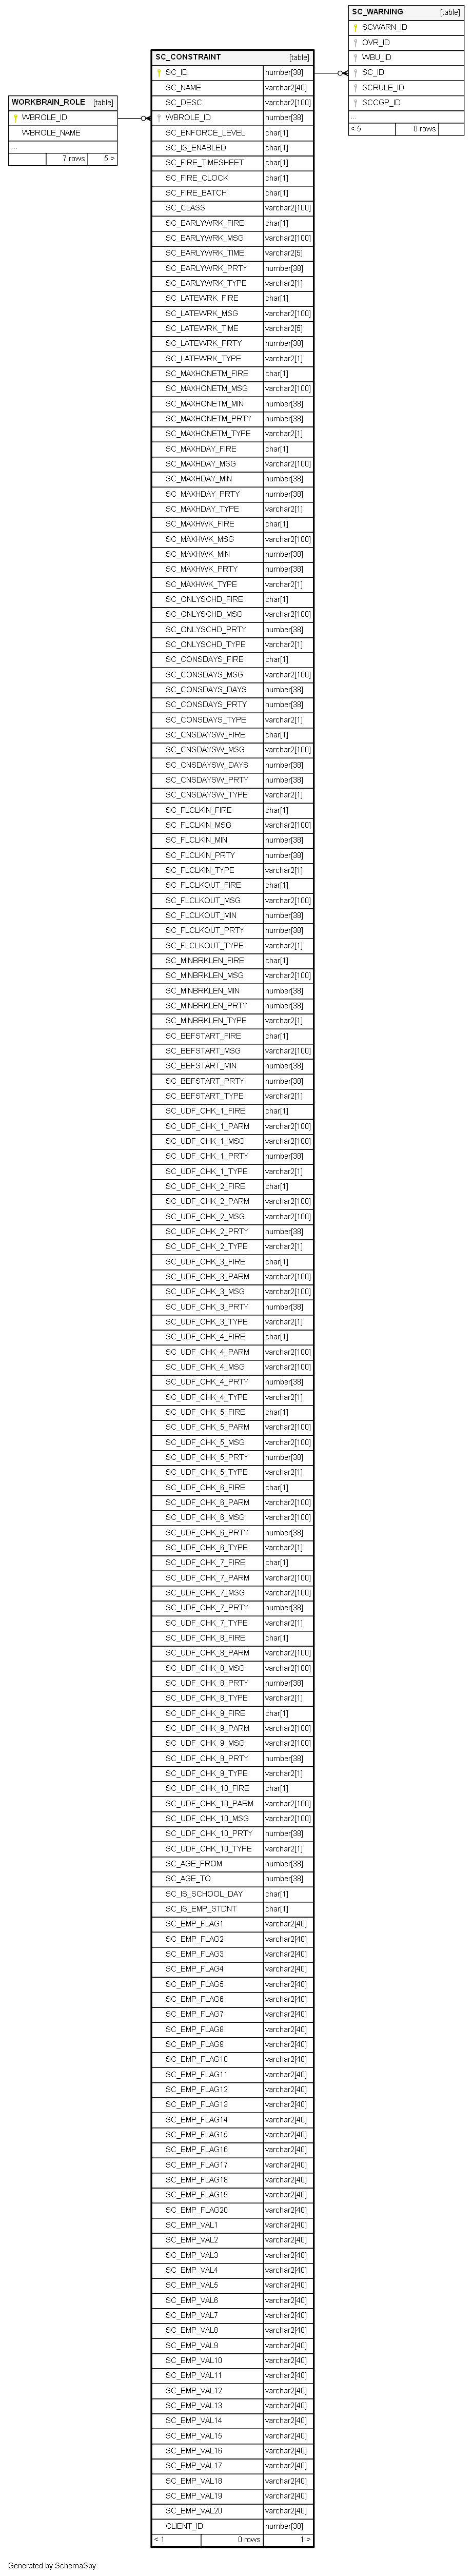 SC_WARNING [table]
SCWARN_ID
OVR_ID
WBU_ID
SC_ID
SCRULE_ID
SCCGP_ID
...
< 5 0 rows
WORKBRAIN_ROLE [table]
WBROLE_ID
WBROLE_NAME
...
7 rows 5 >
SC_CONSTRAINT [table]
SC_ID number[38]
SC_NAME varchar2[40]
SC_DESC varchar2[100]
WBROLE_ID number[38]
SC_ENFORCE_LEVEL char[1]
SC_IS_ENABLED char[1]
SC_FIRE_TIMESHEET char[1]
SC_FIRE_CLOCK char[1]
SC_FIRE_BATCH char[1]
SC_CLASS varchar2[100]
SC_EARLYWRK_FIRE char[1]
SC_EARLYWRK_MSG varchar2[100]
SC_EARLYWRK_TIME varchar2[5]
SC_EARLYWRK_PRTY number[38]
SC_EARLYWRK_TYPE varchar2[1]
SC_LATEWRK_FIRE char[1]
SC_LATEWRK_MSG varchar2[100]
SC_LATEWRK_TIME varchar2[5]
SC_LATEWRK_PRTY number[38]
SC_LATEWRK_TYPE varchar2[1]
SC_MAXHONETM_FIRE char[1]
SC_MAXHONETM_MSG varchar2[100]
SC_MAXHONETM_MIN number[38]
SC_MAXHONETM_PRTY number[38]
SC_MAXHONETM_TYPE varchar2[1]
SC_MAXHDAY_FIRE char[1]
SC_MAXHDAY_MSG varchar2[100]
SC_MAXHDAY_MIN number[38]
SC_MAXHDAY_PRTY number[38]
SC_MAXHDAY_TYPE varchar2[1]
SC_MAXHWK_FIRE char[1]
SC_MAXHWK_MSG varchar2[100]
SC_MAXHWK_MIN number[38]
SC_MAXHWK_PRTY number[38]
SC_MAXHWK_TYPE varchar2[1]
SC_ONLYSCHD_FIRE char[1]
SC_ONLYSCHD_MSG varchar2[100]
SC_ONLYSCHD_PRTY number[38]
SC_ONLYSCHD_TYPE varchar2[1]
SC_CONSDAYS_FIRE char[1]
SC_CONSDAYS_MSG varchar2[100]
SC_CONSDAYS_DAYS number[38]
SC_CONSDAYS_PRTY number[38]
SC_CONSDAYS_TYPE varchar2[1]
SC_CNSDAYSW_FIRE char[1]
SC_CNSDAYSW_MSG varchar2[100]
SC_CNSDAYSW_DAYS number[38]
SC_CNSDAYSW_PRTY number[38]
SC_CNSDAYSW_TYPE varchar2[1]
SC_FLCLKIN_FIRE char[1]
SC_FLCLKIN_MSG varchar2[100]
SC_FLCLKIN_MIN number[38]
SC_FLCLKIN_PRTY number[38]
SC_FLCLKIN_TYPE varchar2[1]
SC_FLCLKOUT_FIRE char[1]
SC_FLCLKOUT_MSG varchar2[100]
SC_FLCLKOUT_MIN number[38]
SC_FLCLKOUT_PRTY number[38]
SC_FLCLKOUT_TYPE varchar2[1]
SC_MINBRKLEN_FIRE char[1]
SC_MINBRKLEN_MSG varchar2[100]
SC_MINBRKLEN_MIN number[38]
SC_MINBRKLEN_PRTY number[38]
SC_MINBRKLEN_TYPE varchar2[1]
SC_BEFSTART_FIRE char[1]
SC_BEFSTART_MSG varchar2[100]
SC_BEFSTART_MIN number[38]
SC_BEFSTART_PRTY number[38]
SC_BEFSTART_TYPE varchar2[1]
SC_UDF_CHK_1_FIRE char[1]
SC_UDF_CHK_1_PARM varchar2[100]
SC_UDF_CHK_1_MSG varchar2[100]
SC_UDF_CHK_1_PRTY number[38]
SC_UDF_CHK_1_TYPE varchar2[1]
SC_UDF_CHK_2_FIRE char[1]
SC_UDF_CHK_2_PARM varchar2[100]
SC_UDF_CHK_2_MSG varchar2[100]
SC_UDF_CHK_2_PRTY number[38]
SC_UDF_CHK_2_TYPE varchar2[1]
SC_UDF_CHK_3_FIRE char[1]
SC_UDF_CHK_3_PARM varchar2[100]
SC_UDF_CHK_3_MSG varchar2[100]
SC_UDF_CHK_3_PRTY number[38]
SC_UDF_CHK_3_TYPE varchar2[1]
SC_UDF_CHK_4_FIRE char[1]
SC_UDF_CHK_4_PARM varchar2[100]
SC_UDF_CHK_4_MSG varchar2[100]
SC_UDF_CHK_4_PRTY number[38]
SC_UDF_CHK_4_TYPE varchar2[1]
SC_UDF_CHK_5_FIRE char[1]
SC_UDF_CHK_5_PARM varchar2[100]
SC_UDF_CHK_5_MSG varchar2[100]
SC_UDF_CHK_5_PRTY number[38]
SC_UDF_CHK_5_TYPE varchar2[1]
SC_UDF_CHK_6_FIRE char[1]
SC_UDF_CHK_6_PARM varchar2[100]
SC_UDF_CHK_6_MSG varchar2[100]
SC_UDF_CHK_6_PRTY number[38]
SC_UDF_CHK_6_TYPE varchar2[1]
SC_UDF_CHK_7_FIRE char[1]
SC_UDF_CHK_7_PARM varchar2[100]
SC_UDF_CHK_7_MSG varchar2[100]
SC_UDF_CHK_7_PRTY number[38]
SC_UDF_CHK_7_TYPE varchar2[1]
SC_UDF_CHK_8_FIRE char[1]
SC_UDF_CHK_8_PARM varchar2[100]
SC_UDF_CHK_8_MSG varchar2[100]
SC_UDF_CHK_8_PRTY number[38]
SC_UDF_CHK_8_TYPE varchar2[1]
SC_UDF_CHK_9_FIRE char[1]
SC_UDF_CHK_9_PARM varchar2[100]
SC_UDF_CHK_9_MSG varchar2[100]
SC_UDF_CHK_9_PRTY number[38]
SC_UDF_CHK_9_TYPE varchar2[1]
SC_UDF_CHK_10_FIRE char[1]
SC_UDF_CHK_10_PARM varchar2[100]
SC_UDF_CHK_10_MSG varchar2[100]
SC_UDF_CHK_10_PRTY number[38]
SC_UDF_CHK_10_TYPE varchar2[1]
SC_AGE_FROM number[38]
SC_AGE_TO number[38]
SC_IS_SCHOOL_DAY char[1]
SC_IS_EMP_STDNT char[1]
SC_EMP_FLAG1 varchar2[40]
SC_EMP_FLAG2 varchar2[40]
SC_EMP_FLAG3 varchar2[40]
SC_EMP_FLAG4 varchar2[40]
SC_EMP_FLAG5 varchar2[40]
SC_EMP_FLAG6 varchar2[40]
SC_EMP_FLAG7 varchar2[40]
SC_EMP_FLAG8 varchar2[40]
SC_EMP_FLAG9 varchar2[40]
SC_EMP_FLAG10 varchar2[40]
SC_EMP_FLAG11 varchar2[40]
SC_EMP_FLAG12 varchar2[40]
SC_EMP_FLAG13 varchar2[40]
SC_EMP_FLAG14 varchar2[40]
SC_EMP_FLAG15 varchar2[40]
SC_EMP_FLAG16 varchar2[40]
SC_EMP_FLAG17 varchar2[40]
SC_EMP_FLAG18 varchar2[40]
SC_EMP_FLAG19 varchar2[40]
SC_EMP_FLAG20 varchar2[40]
SC_EMP_VAL1 varchar2[40]
SC_EMP_VAL2 varchar2[40]
SC_EMP_VAL3 varchar2[40]
SC_EMP_VAL4 varchar2[40]
SC_EMP_VAL5 varchar2[40]
SC_EMP_VAL6 varchar2[40]
SC_EMP_VAL7 varchar2[40]
SC_EMP_VAL8 varchar2[40]
SC_EMP_VAL9 varchar2[40]
SC_EMP_VAL10 varchar2[40]
SC_EMP_VAL11 varchar2[40]
SC_EMP_VAL12 varchar2[40]
SC_EMP_VAL13 varchar2[40]
SC_EMP_VAL14 varchar2[40]
SC_EMP_VAL15 varchar2[40]
SC_EMP_VAL16 varchar2[40]
SC_EMP_VAL17 varchar2[40]
SC_EMP_VAL18 varchar2[40]
SC_EMP_VAL19 varchar2[40]
SC_EMP_VAL20 varchar2[40]
CLIENT_ID number[38]
< 1 0 rows 1 >
Generated by SchemaSpy